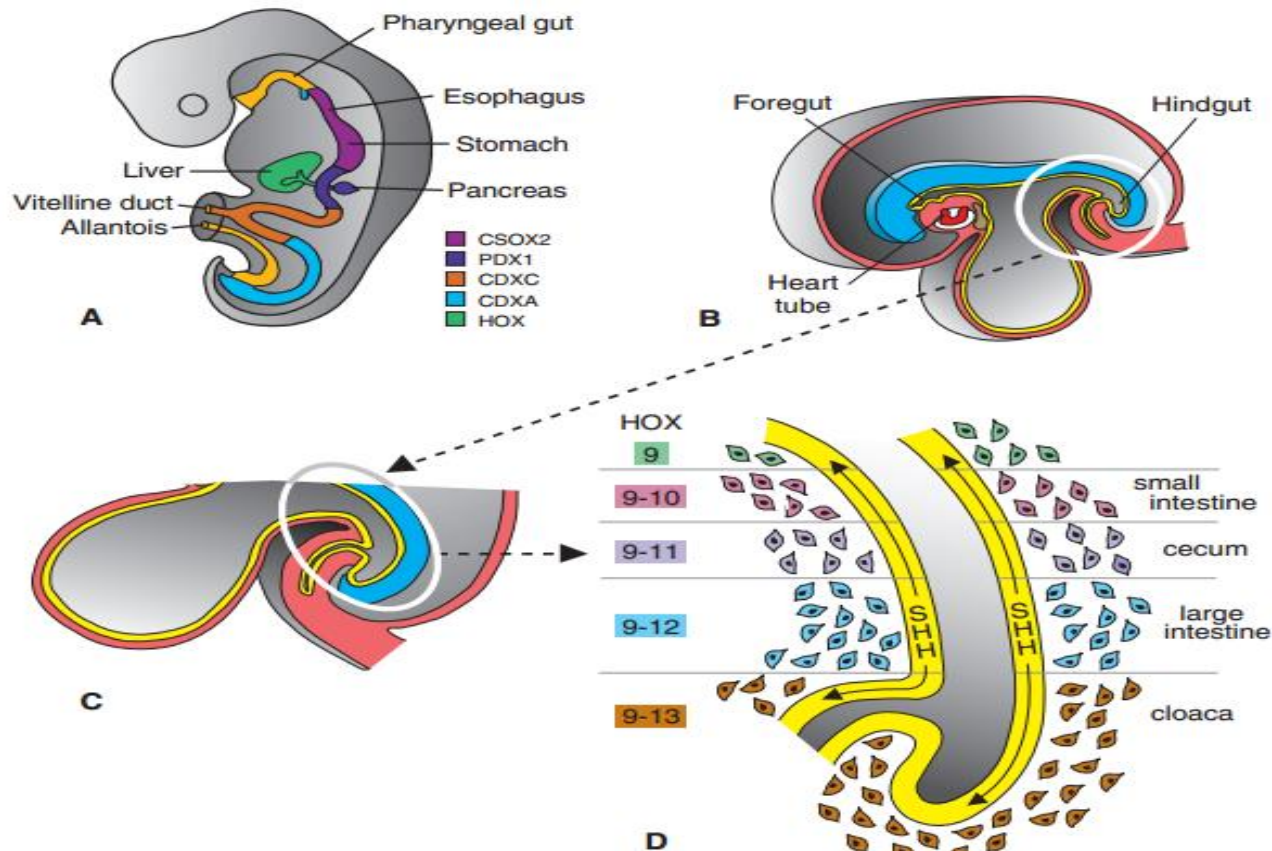 Pharyngeal gut
Esophagus
Stomach
Liver
Pancreas
Vitelline duct
Allantois
CSOX2
PDX1
CDXC
CDXA
HOX
A
Foregut
Hindgut
Heart
tube
B
C
HOX
9
9-10
small
intestine
9-11
cecum
9-12
large
intestine
SHH
SHH
9-13
cloaca
D